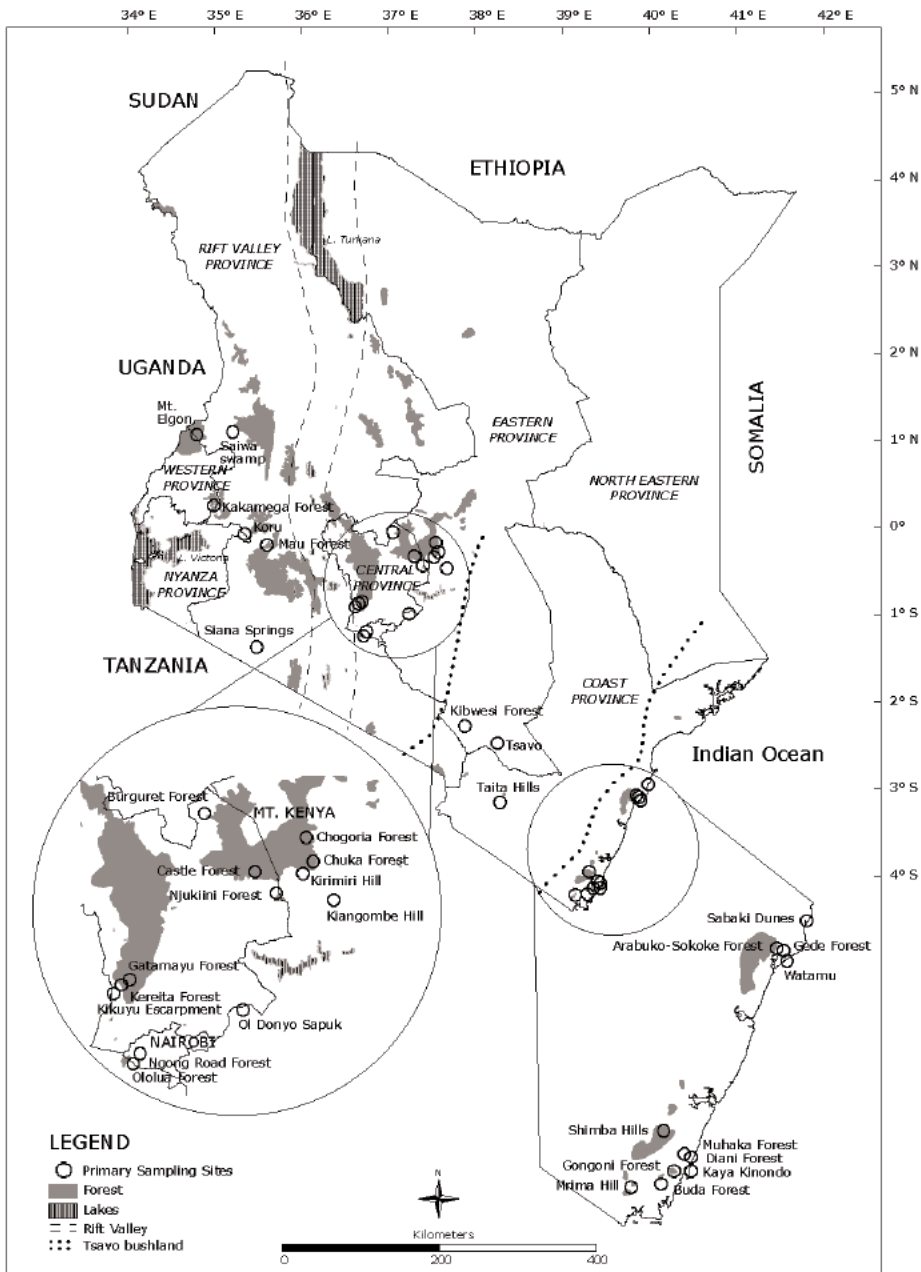 34° E 35° E 36° E 37° E 39° E 40° E 41° E 42° E
SUDAN
5° N
ETHIOPIA
4° N
L. Turkana
RIFT VALLEY
PROVINCE
3° N
2° N
UGANDA
Mt.
Elgon
SOMALIA
EASTERN
PROVINCE
1° N
Saiwa
swamp
WESTERN
PROVINCE
NORTH EASTERN
PROVINCE
Kakamega Forest
0°
Koru
Mau Forest
L. Victoria
NYANZA
PROVINCE
CENTRAL
PROVINCE
1° S
Siana Springs
TANZANIA
COAST
PROVINCE
2° S
Kibwesi Forest
Tsavo
Indian Ocean
Taita Hills
3° S
4° S
Burguret Forest
MT. KENYA
Chogoria Forest
Chuka Forest
Castle Forest
Kirimiri Hill
Njukiini Forest
Kiangombe Hill
Gatamayu Forest
Kereita Forest
Kikuyu Escarpment
Ol Donyo Sapuk
NAIROBI
Ngong Road Forest
Ololua Forest
Sabaki Dunes
Arabuko-Sokoke Forest
Gede Forest
Watamu
Shimba Hills
Muhaka Forest
Diani Forest
Gongoni Forest
Kaya Kinondo
Mrima Hill
Buda Forest
LEGEND
Primary Sampling Sites
Forest
Lakes
Rift Valley
Tsavo bushland
N
Kilometers
0 200 400